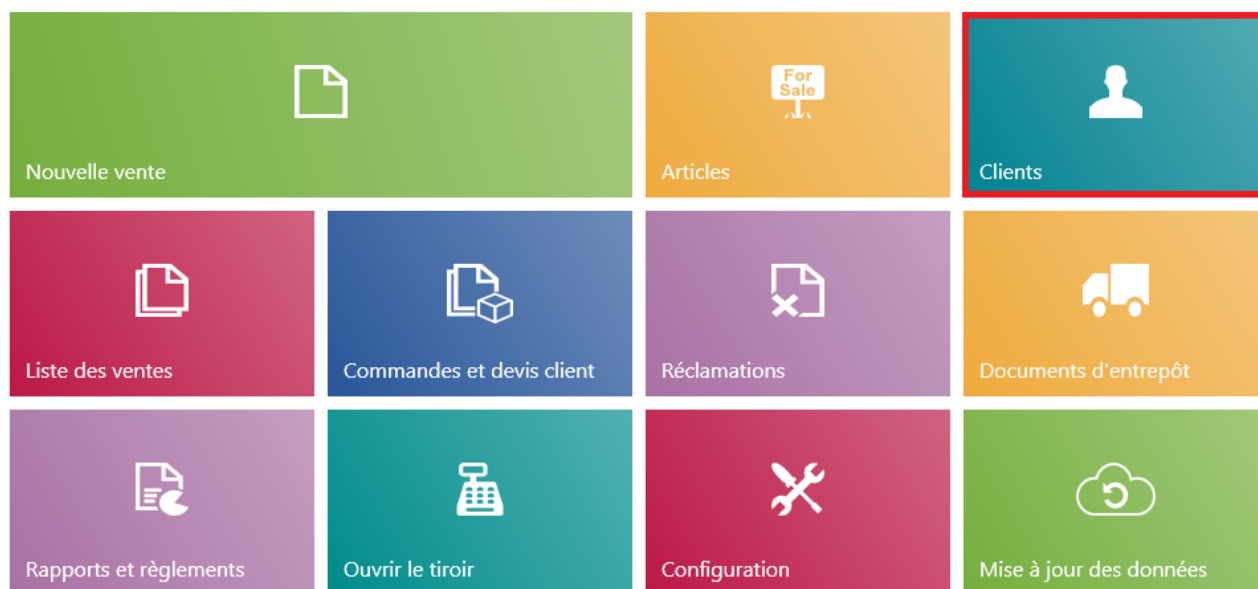 Nouvelle vente
For
Sale
Articles
Clients
Liste des ventes
Commandes et devis client
Réclamations
Documents d'entrepôt
Rapports et règlements
Ouvrir le tiroir
Configuration
Mise à jour des données